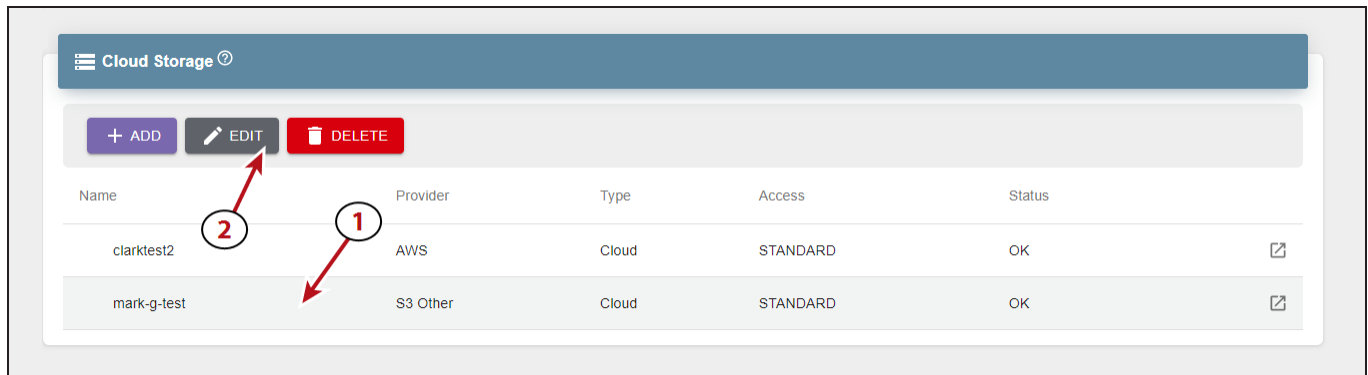 Cloud Storage ?
+ ADD EDIT DELETE
Name Provider Type Access Status
2 1
clarktest2 AWS Cloud STANDARD OK
mark-g-test S3 Other Cloud STANDARD OK